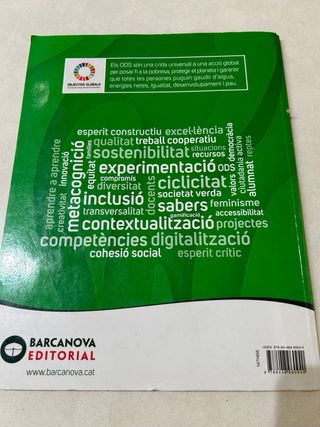 Els ODS són una crida universal a una acció global
per posar fi a la pobresa, protegir el planeta i garantir
que totes les persones puguin gaudir d'aigua,
energies netes, igualtat, desenvolupament i pau.
OBJECTIUS GLOBALS
esperit constructiu excel·lència
qualitat treball cooperatiu
famílies
sostenibilitat
situacions
recursos
democràcia
ciutadania activa
reptes
aprendre a aprendre
innovació
creativitat
metacognició
equitat
experimentació
ODS
compromís
diversitat
docents
ciclicitat
valors
alumnat
inclusió
societat verda
feminisme
transversalitat
sabers
gamificació
accessibilitat
contextualització
projectes
competències digitalització
cohesió social
esperit crític
BARCANOVA
EDITORIAL
www.barcanova.cat